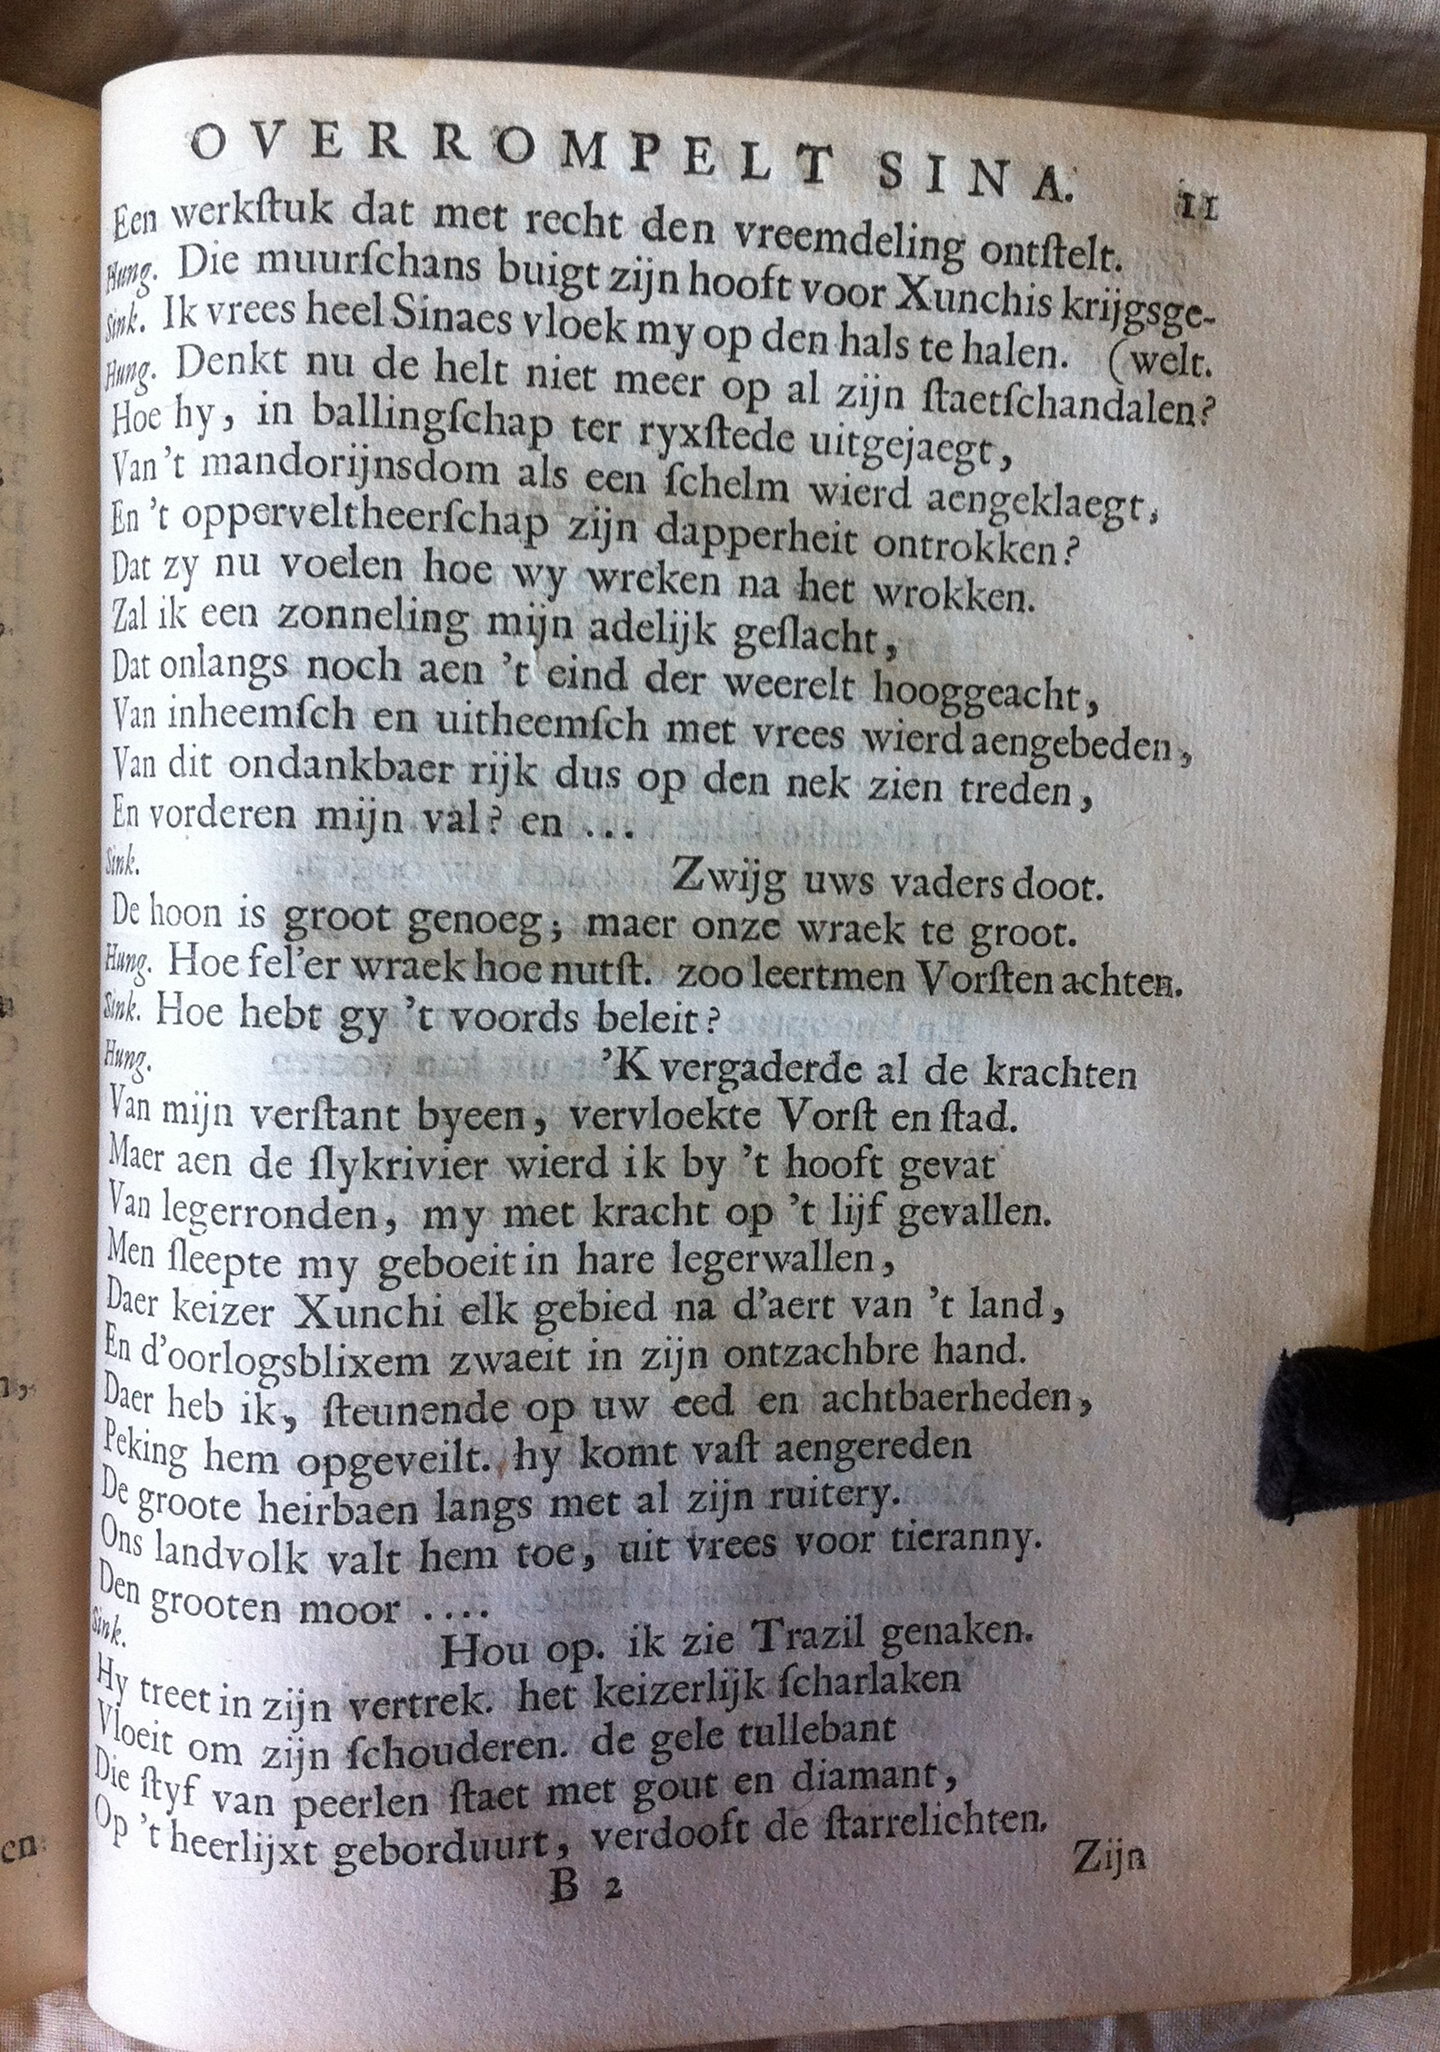 OVERROMPELT SINA. 11
Een werkſtuk dat met recht den vreemdeling ontſtelt.
Hung. Die muurſchans buigt zijn hooft voor Xunchis krijgsge-
Sink. Ik vrees heel Sinaes vloek my op den hals te halen. (welt.
Hung. Denkt nu de helt niet meer op al zijn ſtaetſchandalen?
Hoe hy, in ballingſchap ter ryxſtede uitgejaegt,
Van 't mandorijnsdom als een ſchelm wierd aengeklaegt,
En 't opperveltheerſchap zijn dapperheit ontrokken?
Dat zy nu voelen hoe wy wreken na het wrokken.
Zal ik een zonneling mijn adelijk geſlacht,
Dat onlangs noch aen 't eind der weerelt hooggeacht,
Van inheemſch en uitheemſch met vrees wierd aengebeden,
Van dit ondankbaer rijk dus op den nek zien treden,
En vorderen mijn val? en ...
Sink. Zwijg uws vaders doot.
De hoon is groot genoeg; maer onze wraek te groot.
Hung. Hoe fel'er wraek hoe nutſt. zoo leertmen Vorſten achten.
Sink. Hoe hebt gy 't voords beleit?
Hung. 'K vergaderde al de krachten
Van mijn verſtant byeen, vervloekte Vorſt en ſtad.
Maer aen de ſlykrivier wierd ik by 't hooft gevat
Van legerronden, my met kracht op 't lijf gevallen.
Men ſleepte my geboeit in hare legerwallen,
Daer keizer Xunchi elk gebied na d'aert van 't land,
En d'oorlogsblixem zwaeit in zijn ontzachbre hand.
Daer heb ik, ſteunende op uw eed en achtbaerheden,
Peking hem opgeveilt. hy komt vaſt aengereden
De groote heirbaen langs met al zijn ruitery.
Ons landvolk valt hem toe, uit vrees voor tieranny.
Den grooten moor ....
Sink. Hou op. ik zie Trazil genaken.
Hy treet in zijn vertrek. het keizerlijk ſcharlaken
Vloeit om zijn ſchouderen. de gele tullebant
Die ſtyf van peerlen ſtaet met gout en diamant,
Op 't heerlijxt geborduurt, verdooft de ſtarrelichten.
B 2 Zijn